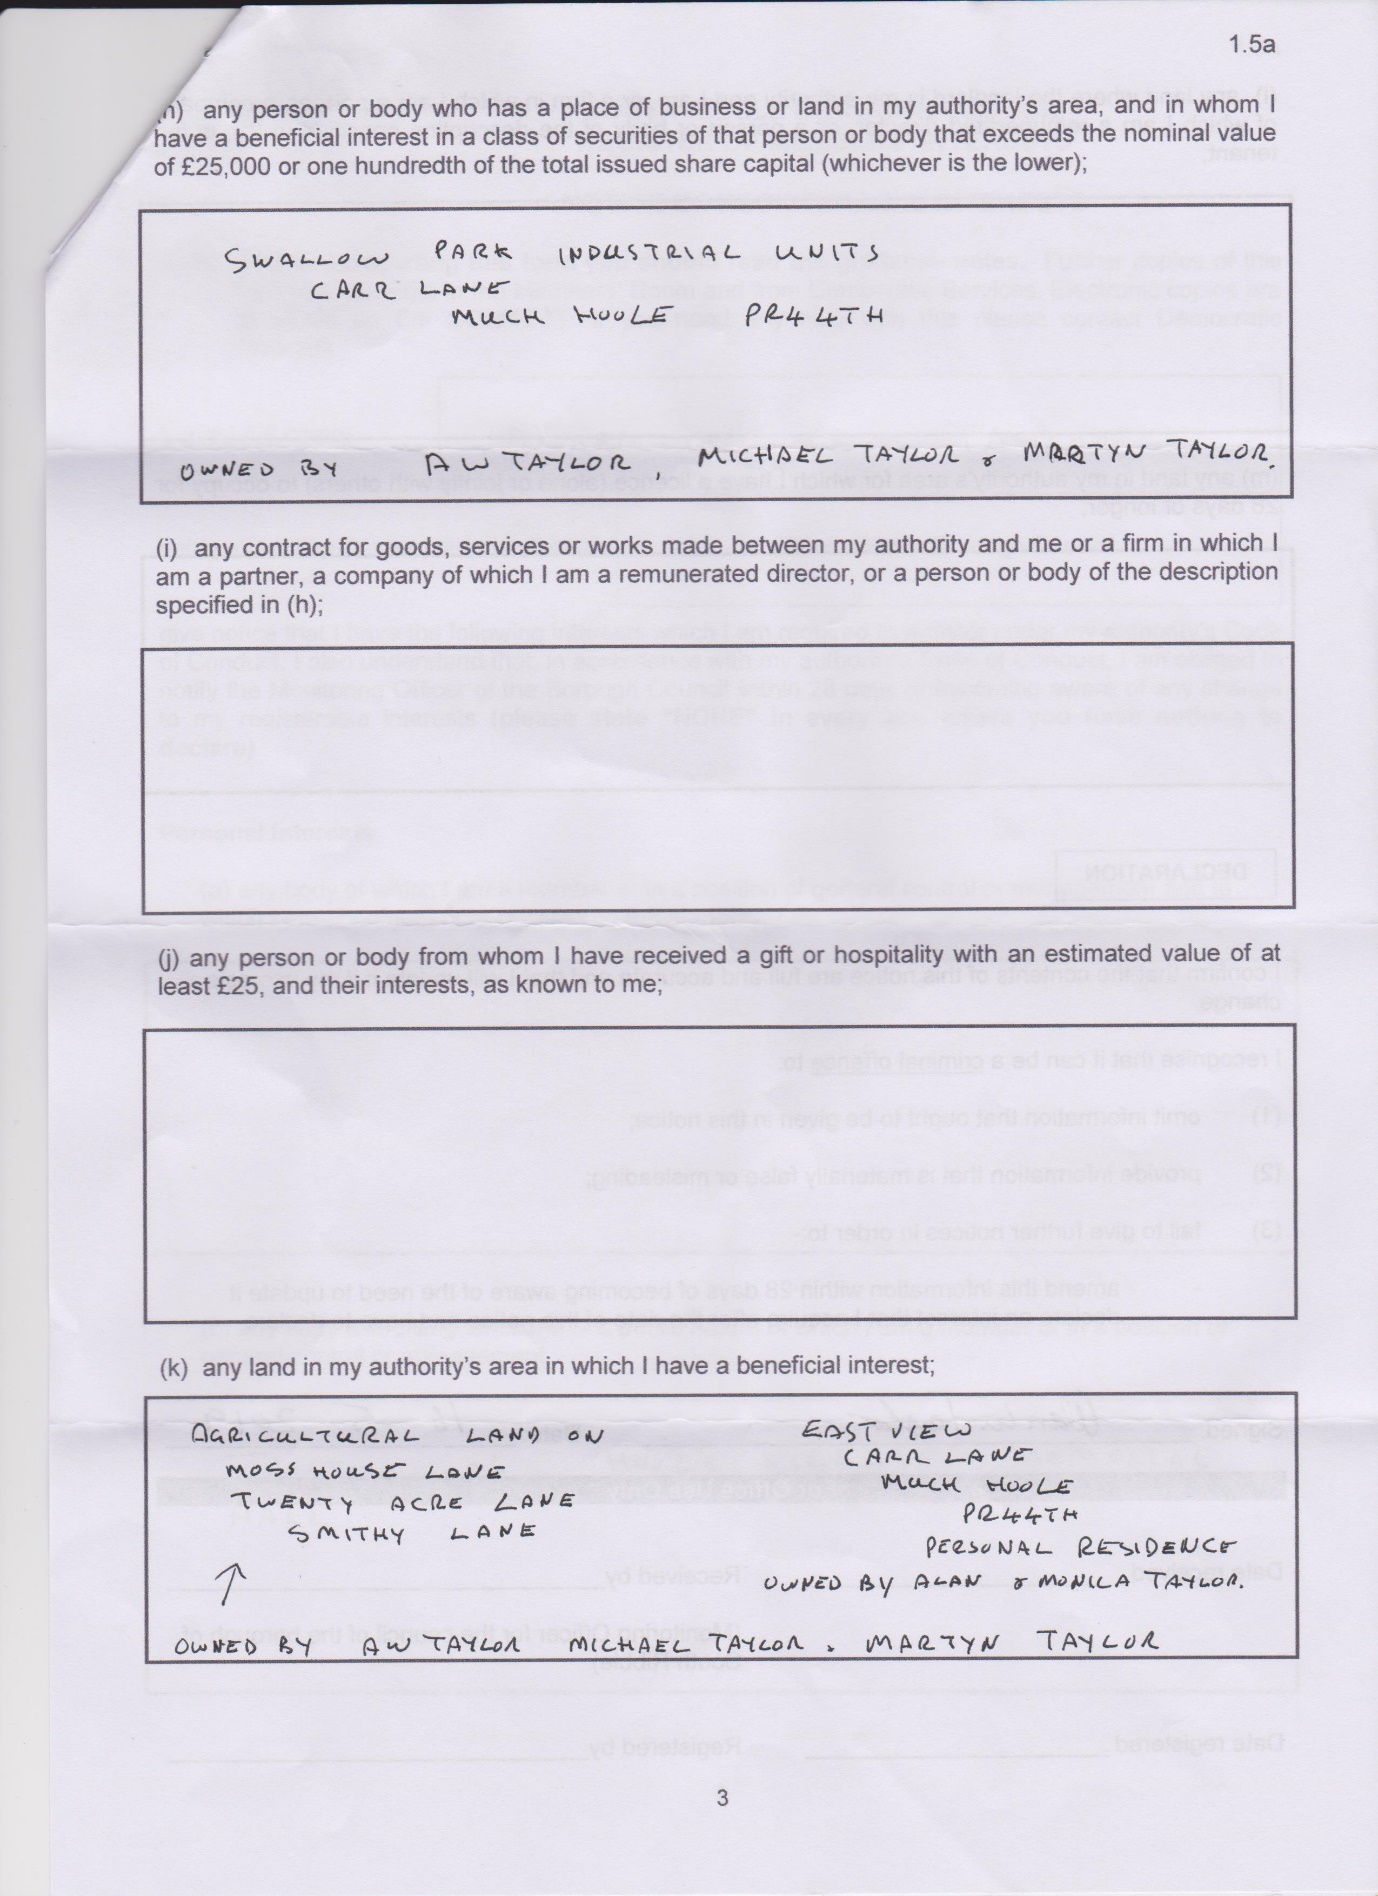 1.5a
(h) any person or body who has a place of business or land in my authority's area, and in whom I
have a beneficial interest in a class of securities of that person or body that exceeds the nominal value
of £25,000 or one hundredth of the total issued share capital (whichever is the lower);
SWALLOW PARK INDUSTRIAL UNITS
CARR LANE
MUCH HOOLE PR4 4TH
OWNED BY AW TAYLOR, MICHAEL TAYLOR & MARTYN TAYLOR.
(i) any contract for goods, services or works made between my authority and me or a firm in which I
am a partner, a company of which I am a remunerated director, or a person or body of the description
specified in (h);
(j) any person or body from whom I have received a gift or hospitality with an estimated value of at
least £25, and their interests, as known to me;
(k) any land in my authority's area in which I have a beneficial interest;
AGRICULTURAL LAND ON
MOSS HOUSE LANE
TWENTY ACRE LANE
SMITHY LANE
↑
OWNED BY AW TAYLOR MICHAEL TAYLOR & MARTYN TAYLOR
EAST VIEW
CARR LANE
MUCH HOOLE
PR4 4TH
PERSONAL RESIDENCE
OWNED BY ALAN & MONICA TAYLOR.
3